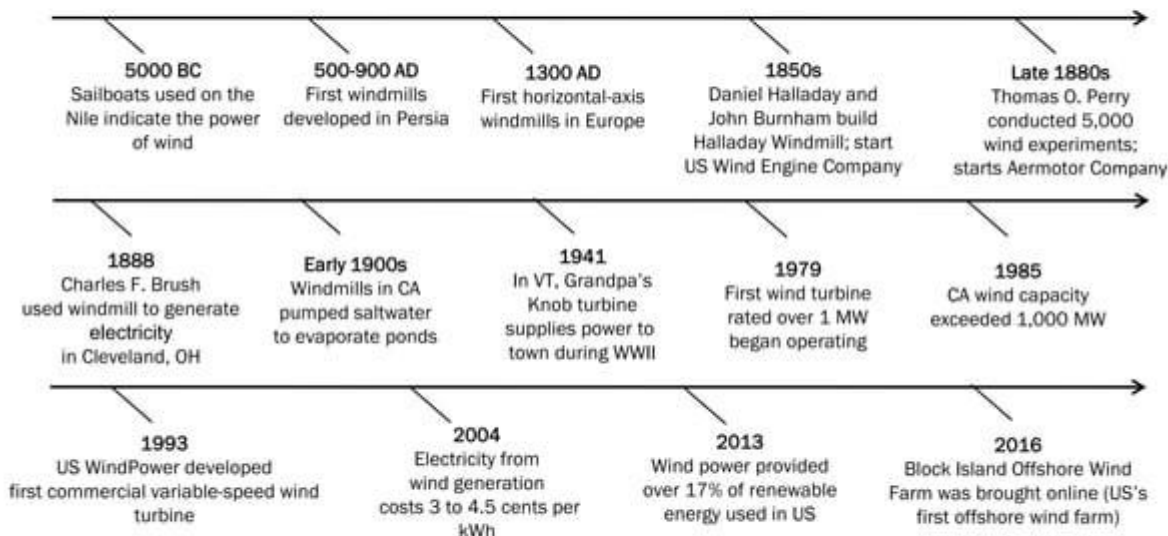 5000 BC
Sailboats used on the
Nile indicate the power
of wind
500-900 AD
First windmills
developed in Persia
1300 AD
First horizontal-axis
windmills in Europe
1850s
Daniel Halladay and
John Burnham build
Halladay Windmill; start
US Wind Engine Company
Late 1880s
Thomas O. Perry
conducted 5,000
wind experiments;
starts Aermotor Company
1888
Charles F. Brush
used windmill to generate
electricity
in Cleveland, OH
Early 1900s
Windmills in CA
pumped saltwater
to evaporate ponds
1941
In VT, Grandpa's
Knob turbine
supplies power to
town during WWII
1979
First wind turbine
rated over 1 MW
began operating
1985
CA wind capacity
exceeded 1,000 MW
1993
US WindPower developed
first commercial variable-speed wind
turbine
2004
Electricity from
wind generation
costs 3 to 4.5 cents per
kWh
2013
Wind power provided
over 17% of renewable
energy used in US
2016
Block Island Offshore Wind
Farm was brought online (US's
first offshore wind farm)